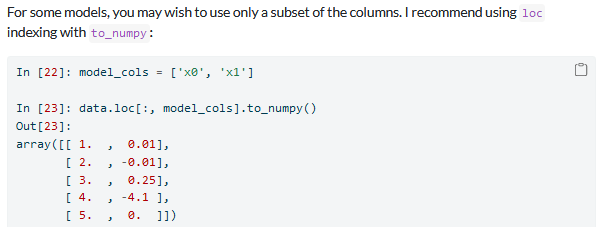 For some models, you may wish to use only a subset of the columns. I recommend using loc
indexing with to_numpy:
In [22]: model_cols = ['x0', 'x1']
In [23]: data.loc[:, model_cols].to_numpy()
Out[23]:
array([[ 1.  ,  0.01],
       [ 2.  , -0.01],
       [ 3.  ,  0.25],
       [ 4.  , -4.1 ],
       [ 5.  ,  0.  ]])